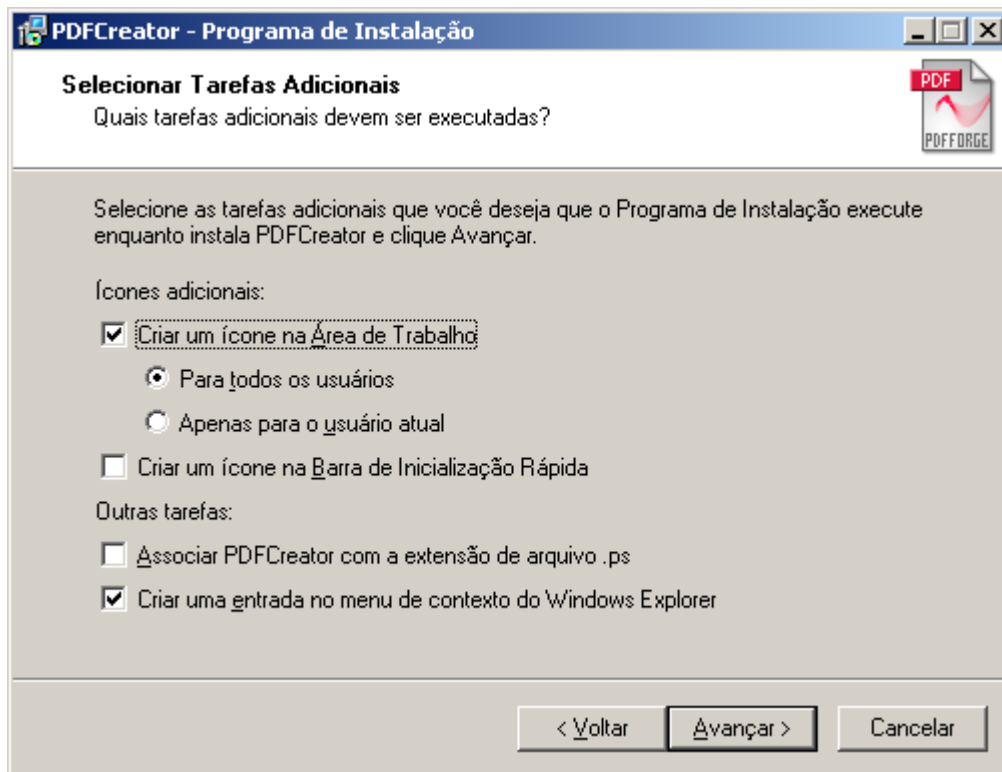 PDFCreator - Programa de Instalação
Selecionar Tarefas Adicionais
Quais tarefas adicionais devem ser executadas?
PDF
PDFFORGE
Selecione as tarefas adicionais que você deseja que o Programa de Instalação execute
enquanto instala PDFCreator e clique Avançar.
Ícones adicionais:
Criar um ícone na Área de Trabalho
Para todos os usuários
Apenas para o usuário atual
Criar um ícone na Barra de Inicialização Rápida
Outras tarefas:
Associar PDFCreator com a extensão de arquivo .ps
Criar uma entrada no menu de contexto do Windows Explorer
< Voltar
Avançar >
Cancelar